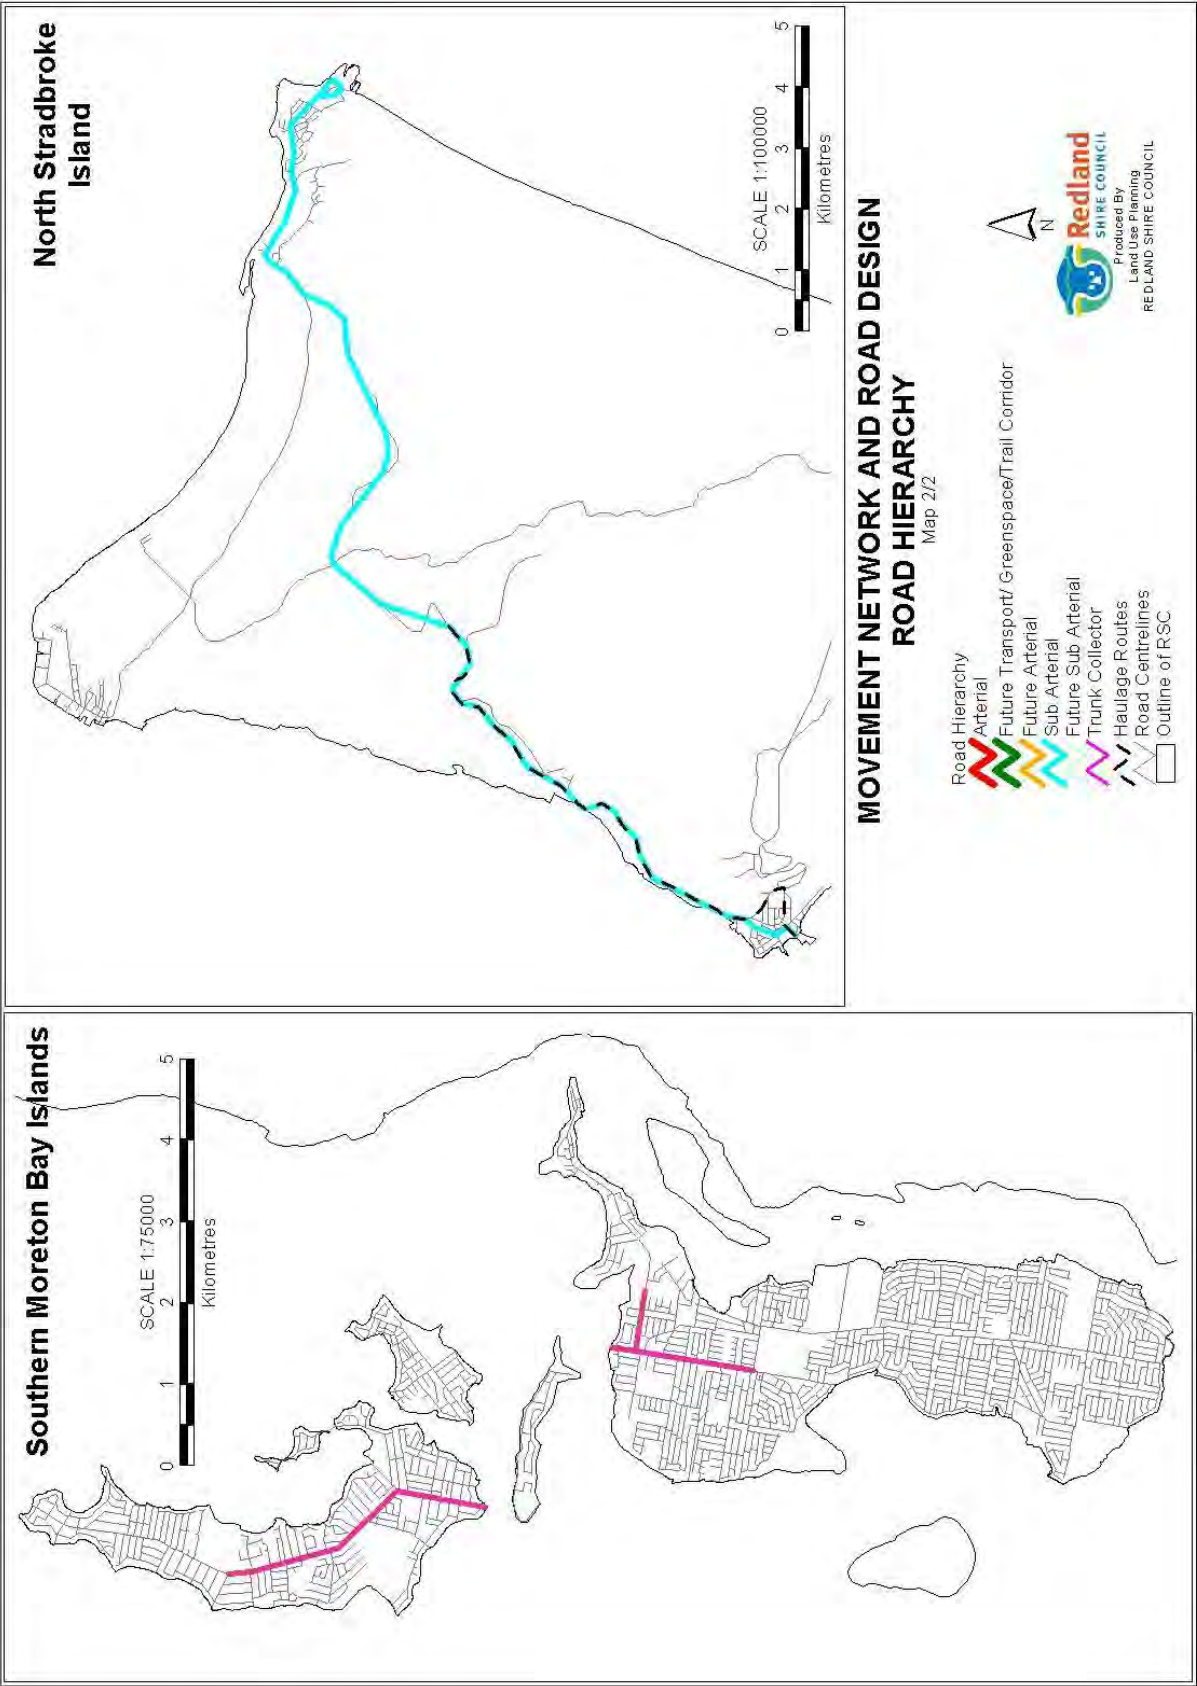 Southern Moreton Bay Islands
SCALE 1:75000
0 1 2 3 4 5
Kilometres
North Stradbroke
Island
SCALE 1:100000
0 1 2 3 4 5
Kilometres
MOVEMENT NETWORK AND ROAD DESIGN
ROAD HIERARCHY
Map 2/2
Road Hierarchy
Arterial
Future Transport/ Greenspace/Trail Corridor
Future Arterial
Sub Arterial
Future Sub Arterial
Trunk Collector
Haulage Routes
Road Centrelines
Outline of RSC
N
Redland
SHIRE COUNCIL
Produced By
Land Use Planning
REDLAND SHIRE COUNCIL